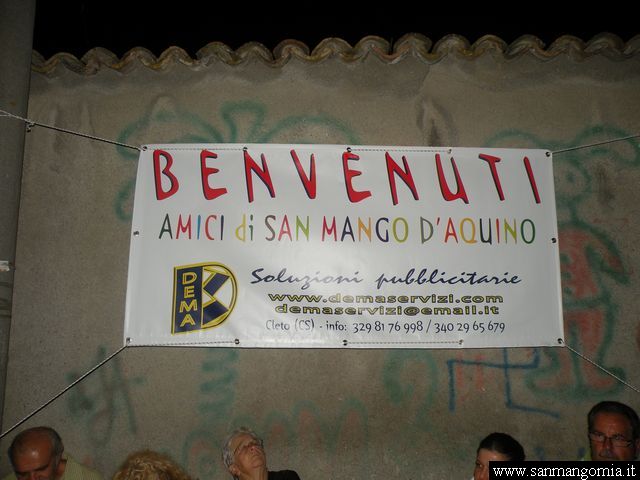 BENVENUTI
AMICI di SAN MANGO D'AQUINO
DEMA
Soluzioni pubblicitarie
www.demaservizi.com
demaservizi@email.it
Cleto (CS) - info: 329 81 76 998 / 340 29 65 679
www.sanmangomia.it